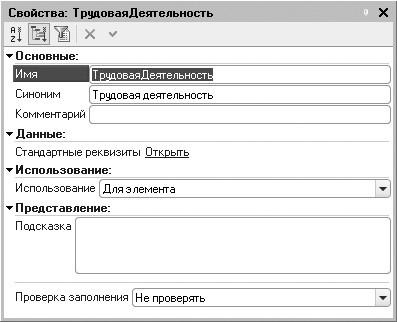 Свойства: ТрудоваяДеятельность
Основные:
Имя ТрудоваяДеятельность
Синоним Трудовая деятельность
Комментарий
Данные:
Стандартные реквизиты Открыть
Использование:
Использование Для элемента
Представление:
Подсказка
Проверка заполнения Не проверять